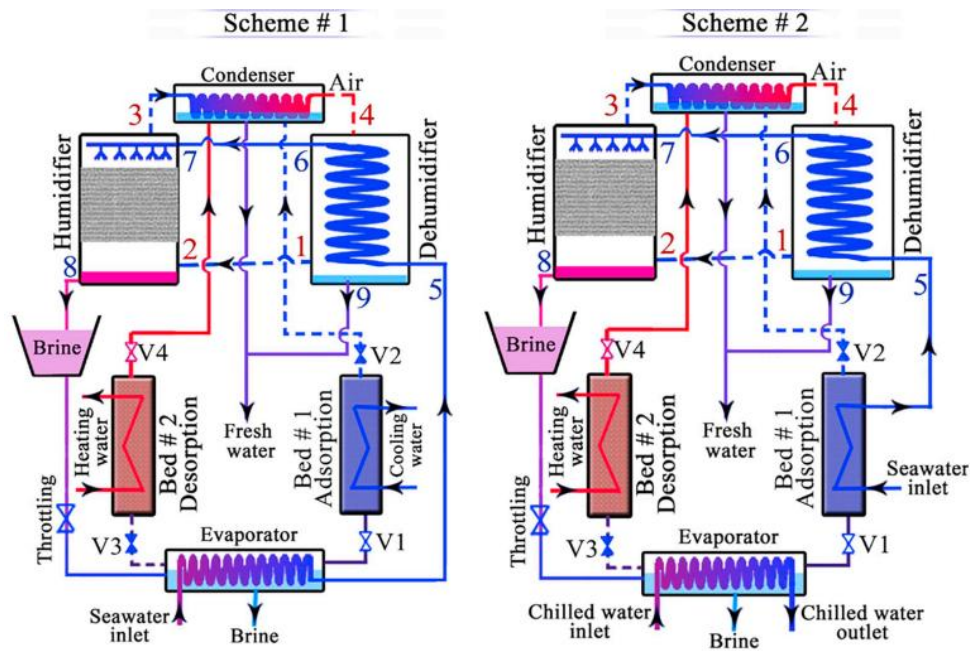 Scheme # 1
Condenser
Air
3
4
Humidifier
7
6
Dehumidifier
2
1
8
9
5
Brine
V4
V2
Heating
water
Bed # 2
Desorption
Fresh
water
Bed # 1
Adsorption
Cooling
water
Throttling
V3
Evaporator
V1
Seawater
inlet
Brine
Scheme # 2
Condenser
Air
3
4
Humidifier
7
6
Dehumidifier
2
1
8
9
5
Brine
V4
V2
Heating
water
Bed # 2
Desorption
Fresh
water
Bed # 1
Adsorption
Seawater
inlet
Throttling
V3
Evaporator
V1
Chilled water
inlet
Brine
Chilled water
outlet